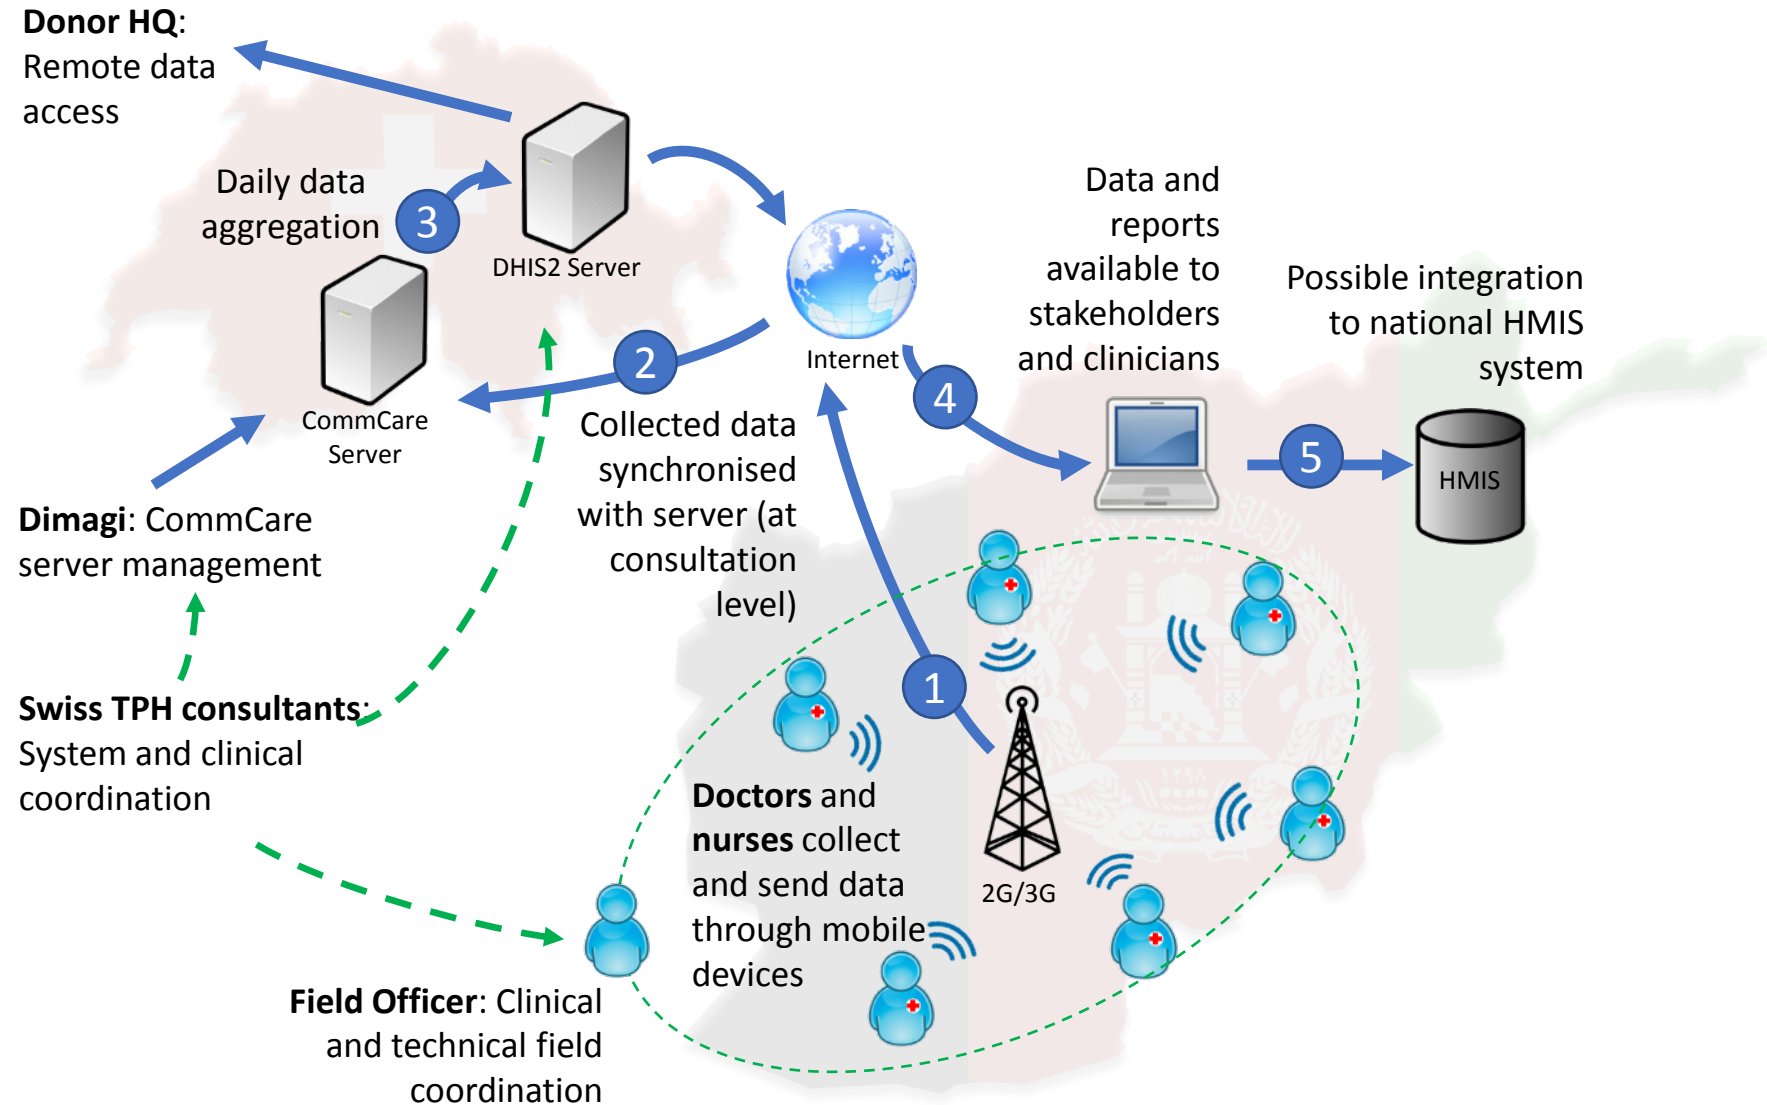 Donor HQ:
Remote data
access
Daily data
aggregation
3
DHIS2 Server
CommCare
Server
2
Internet
Collected data
synchronised
with server (at
consultation
level)
Data and
reports
available to
stakeholders
and clinicians
4
Possible integration
to national HMIS
system
5
HMIS
Dimagi: CommCare
server management
Swiss TPH consultants:
System and clinical
coordination
1
2G/3G
Doctors and
nurses collect
and send data
through mobile
devices
Field Officer: Clinical
and technical field
coordination